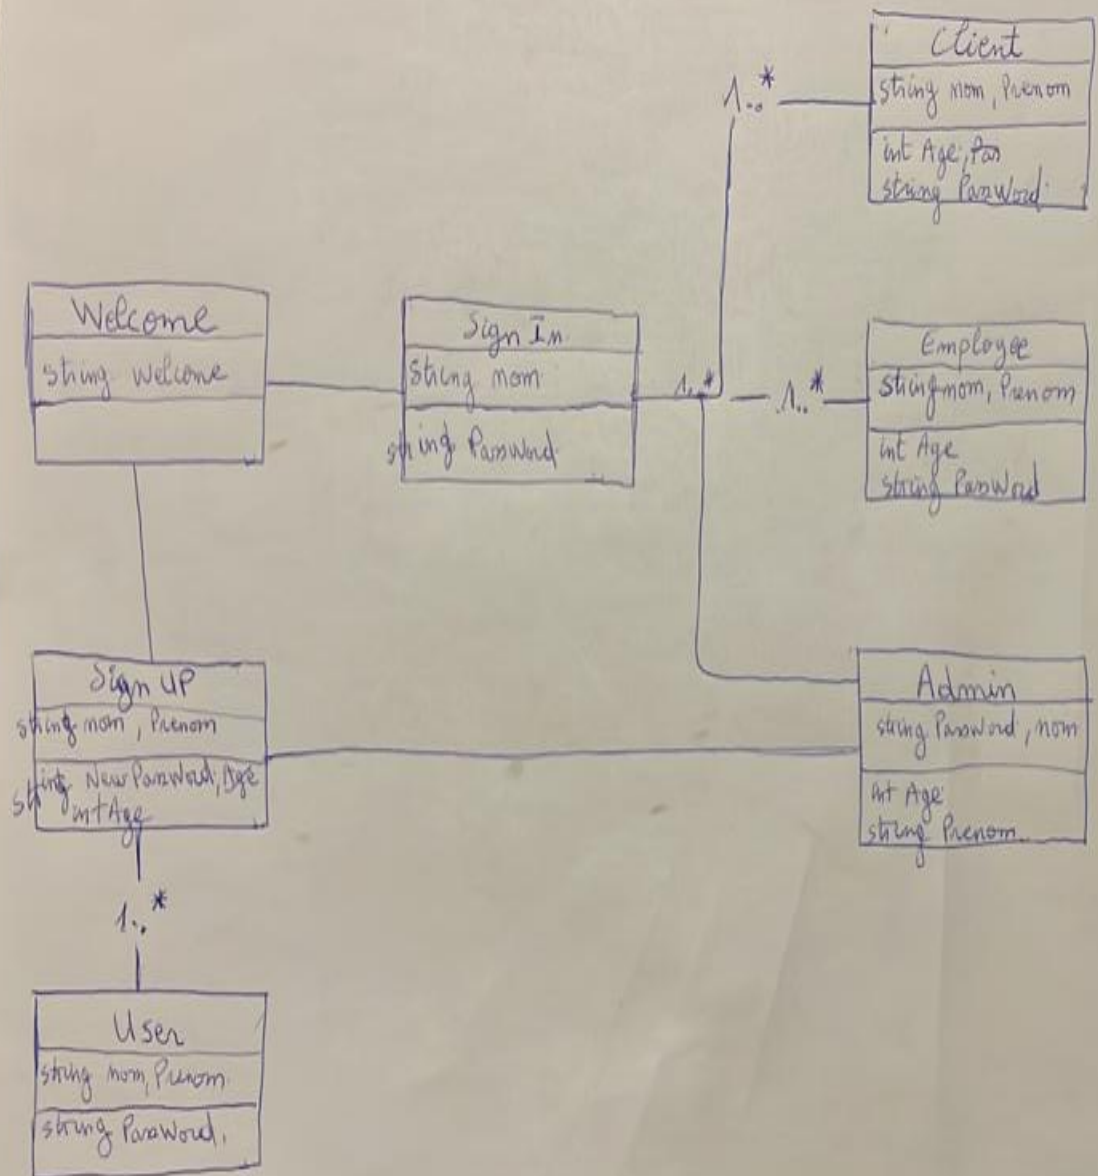 Client
string nom, Prenom
int Age, Pas
string PassWord
1..*
Welcome
string Welcome
Sign In
string nom
string PassWord
1..*
1..*
Employee
string nom, Prenom
int Age
string PassWord
Sign UP
string nom, Prenom
string New PassWord, Age
int Age
Admin
string PassWord, nom
int Age
string Prenom
1..*
User
string nom, Prenom
string PassWord,